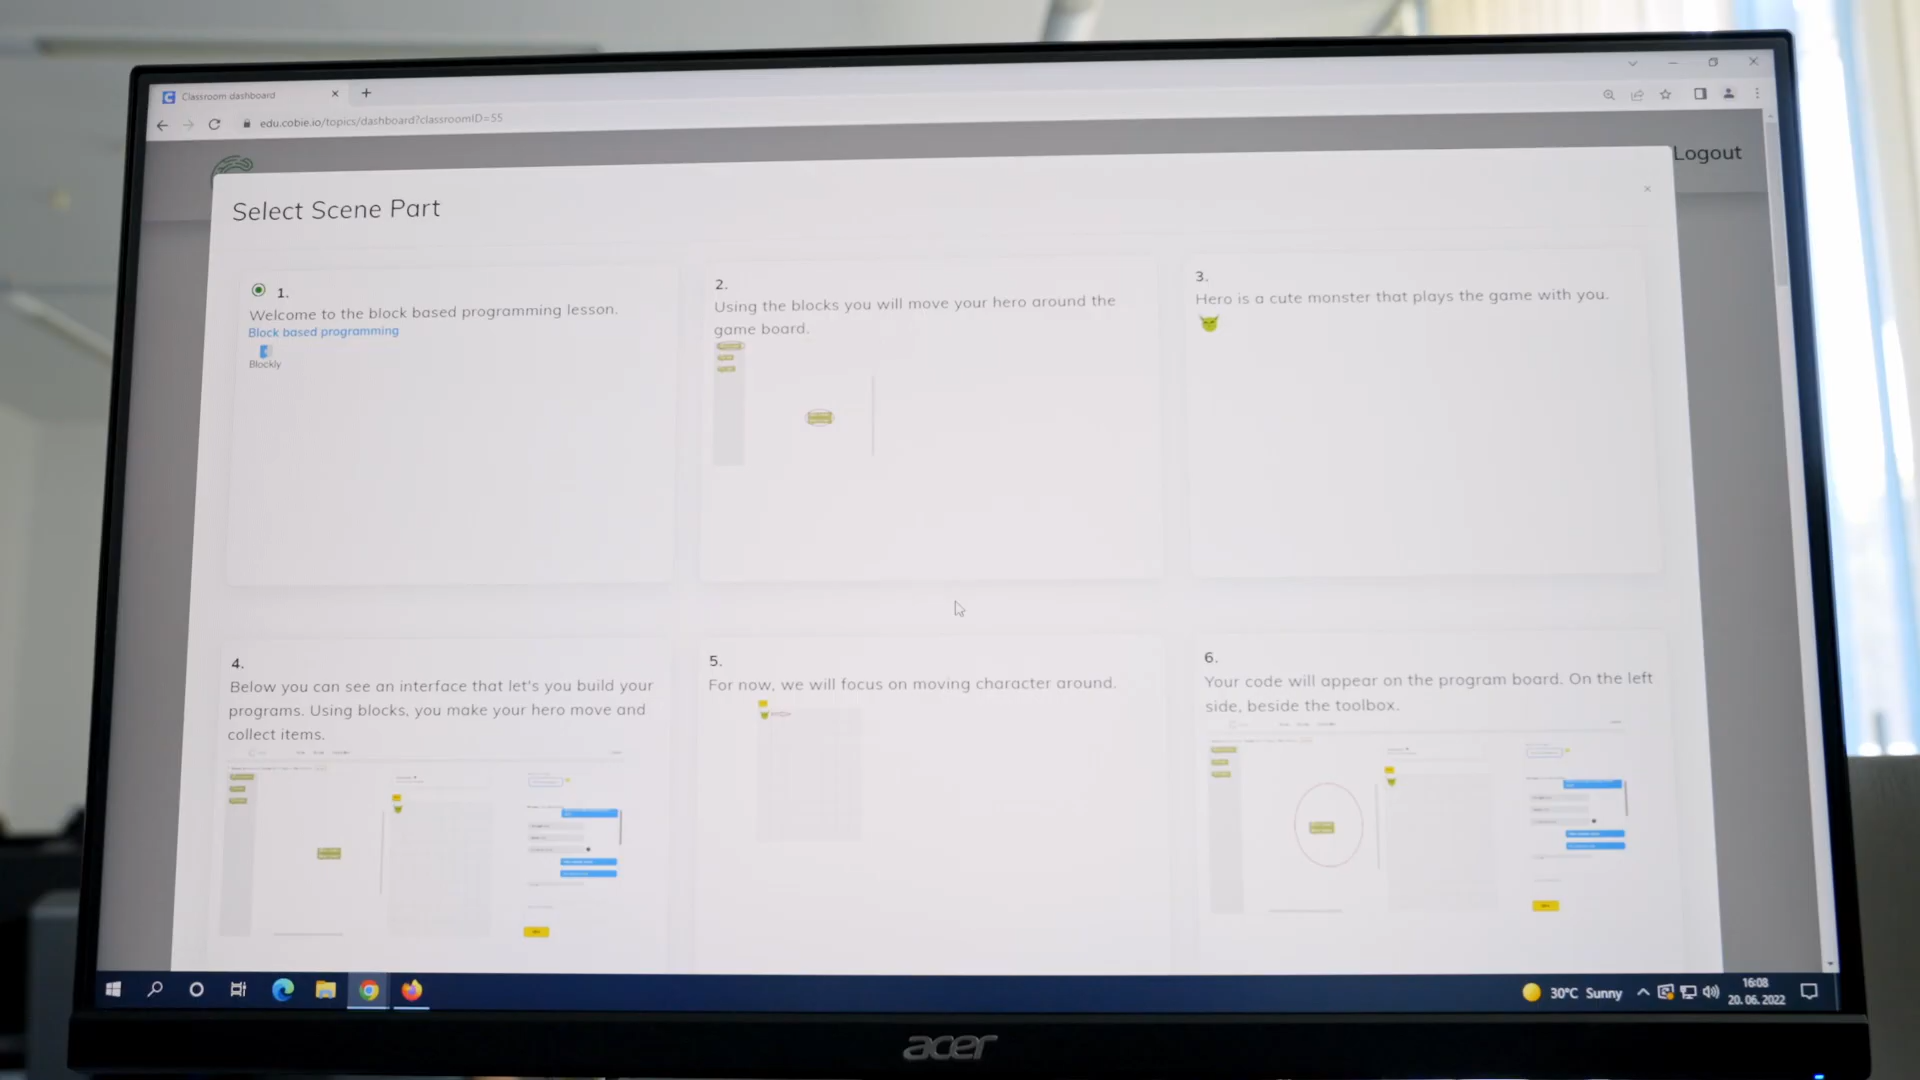 Classroom dashboard
edu.cobie.io/topics/dashboard?classroomID=55
Logout
Select Scene Part
1.
Welcome to the block based programming lesson.
Block based programming
Blockly
2.
Using the blocks you will move your hero around the
game board.
3.
Hero is a cute monster that plays the game with you.
4.
Below you can see an interface that let's you build your
programs. Using blocks, you make your hero move and
collect items.
5.
For now, we will focus on moving character around.
6.
Your code will appear on the program board. On the left
side, beside the toolbox.
30°C Sunny
16:08
20. 06. 2022
acer